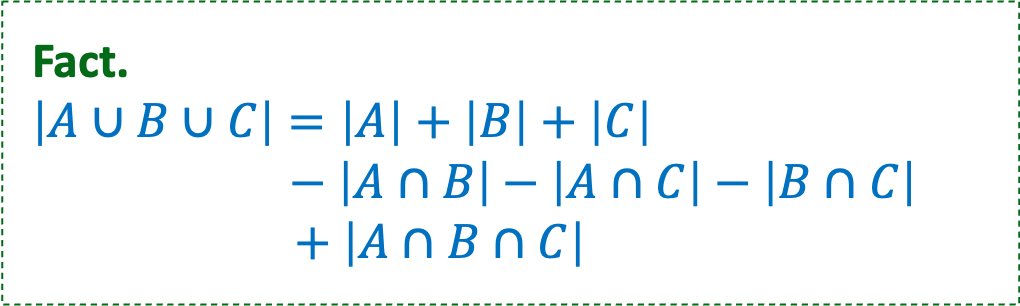 Fact.
|A ∪ B ∪ C| = |A| + |B| + |C|
− |A ∩ B| − |A ∩ C| − |B ∩ C|
+ |A ∩ B ∩ C|